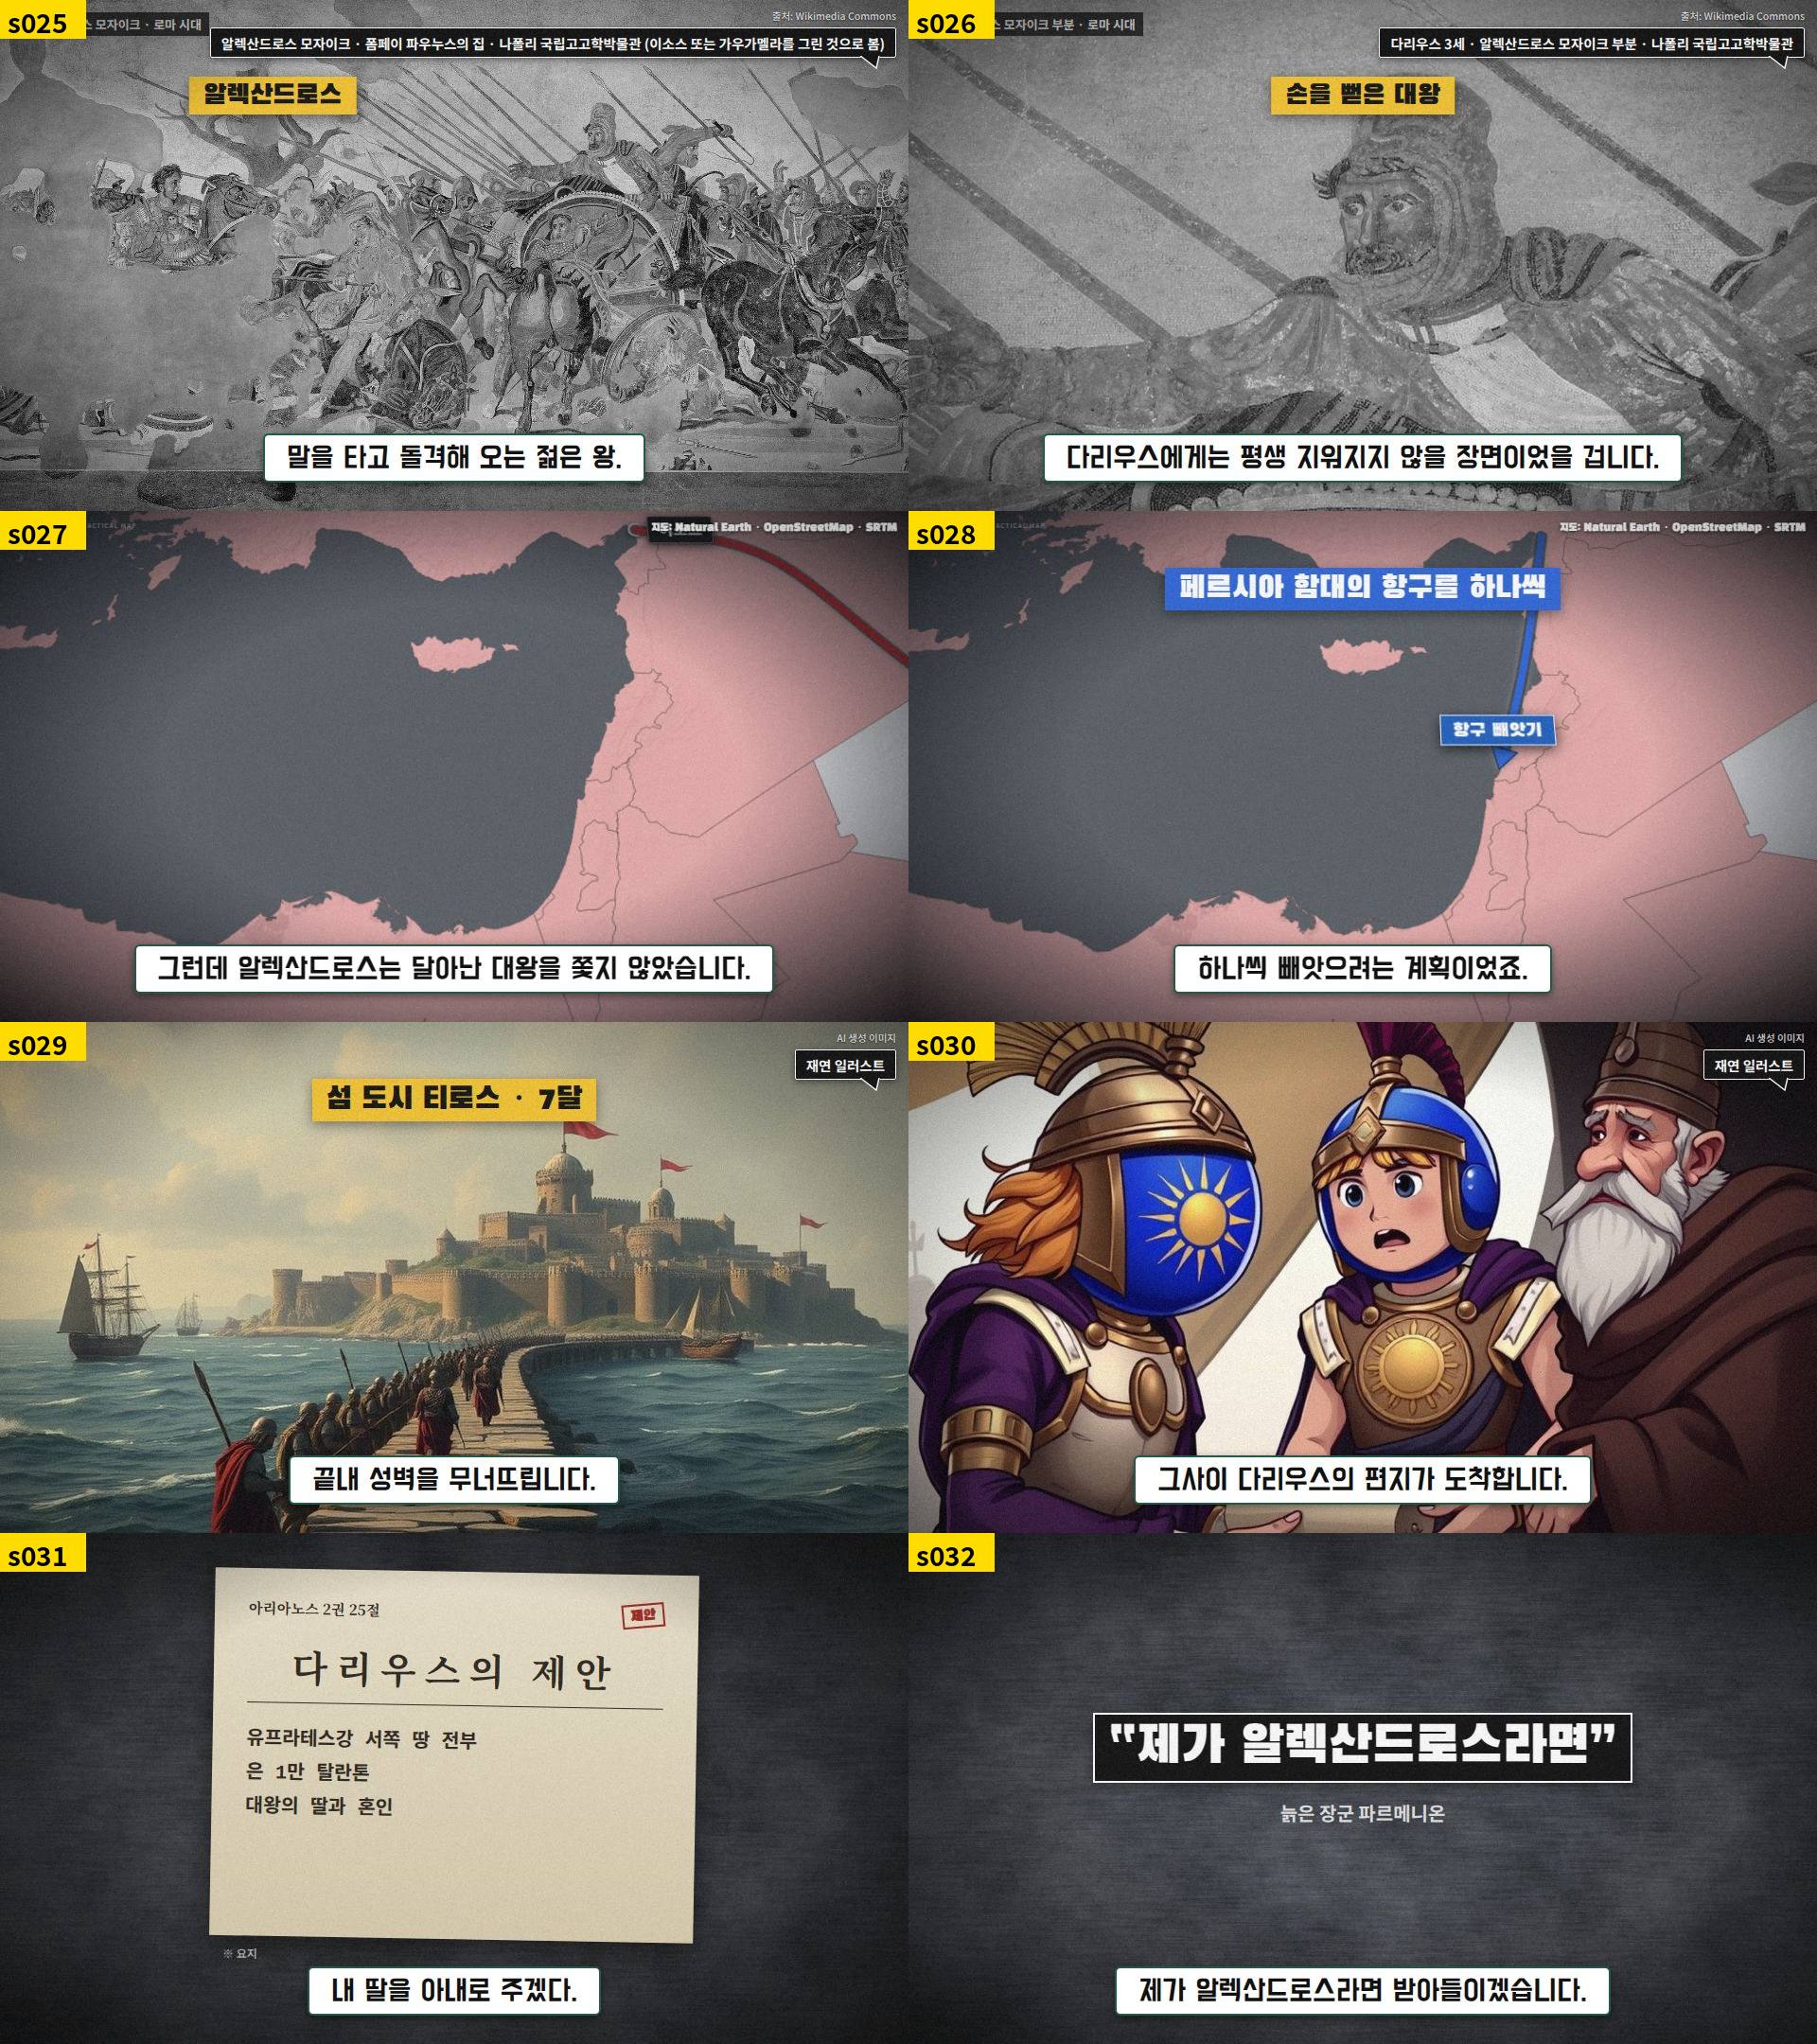 s025
스 모자이크 · 로마 시대
출처: Wikimedia Commons
알렉산드로스 모자이크 · 폼페이 파우누스의 집 · 나폴리 국립고고학박물관 (이소스 또는 가우가멜라를 그린 것으로 봄)
알렉산드로스
말을 타고 돌격해 오는 젊은 왕.
s026
스 모자이크 부분 · 로마 시대
출처: Wikimedia Commons
다리우스 3세 · 알렉산드로스 모자이크 부분 · 나폴리 국립고고학박물관
손을 뻗은 대왕
다리우스에게는 평생 지워지지 않을 장면이었을 겁니다.
s027
ACTICAL MAP
지도: Natural Earth · OpenStreetMap · SRTM
그런데 알렉산드로스는 달아난 대왕을 쫓지 않았습니다.
s028
ACTICAL MAP
지도: Natural Earth · OpenStreetMap · SRTM
페르시아 함대의 항구를 하나씩
항구 빼앗기
하나씩 빼앗으려는 계획이었죠.
s029
AI 생성 이미지
재연 일러스트
섬 도시 티로스 · 7달
끝내 성벽을 무너뜨립니다.
s030
AI 생성 이미지
재연 일러스트
그사이 다리우스의 편지가 도착합니다.
s031
아리아노스 2권 25절
제안
다리우스의 제안
유프라테스강 서쪽 땅 전부
은 1만 탈란톤
대왕의 딸과 혼인
※ 요지
내 딸을 아내로 주겠다.
s032
“제가 알렉산드로스라면”
늙은 장군 파르메니온
제가 알렉산드로스라면 받아들이겠습니다.